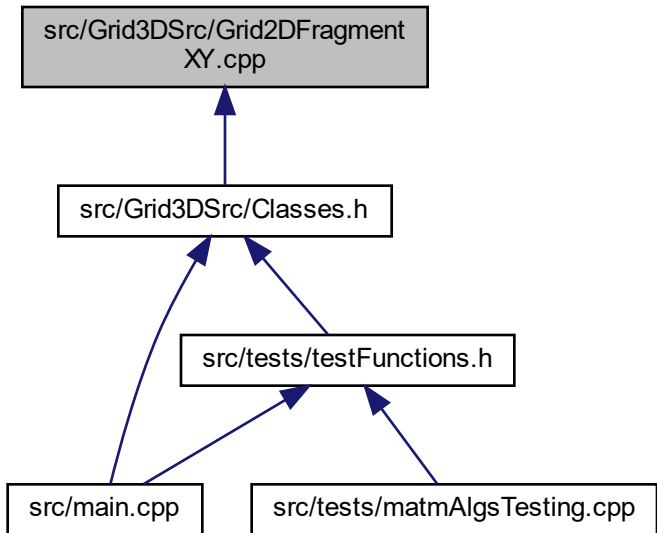 src/Grid3DSrc/Grid2DFragment
XY.cpp
src/Grid3DSrc/Classes.h
src/tests/testFunctions.h
src/main.cpp
src/tests/matmAlgsTesting.cpp